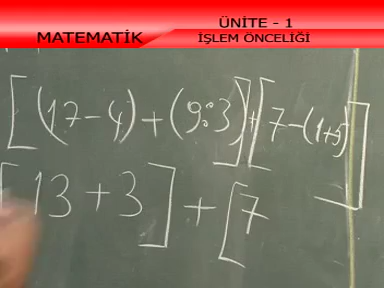 ÜNİTE - 1
MATEMATİK İŞLEM ÖNCELİĞİ
[(17-4)+(9:3)]+[7-(1+5)]
[13+3]+[7